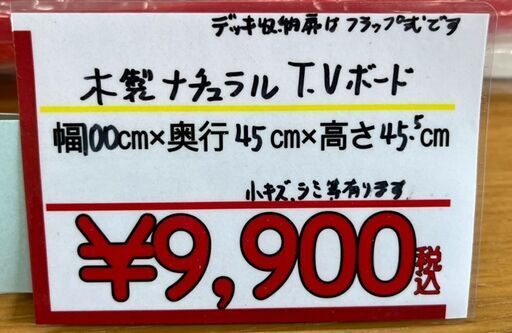 デッキ収納扉はフラップ式です
木製ナチュラルT.Vボード
幅100cm×奥行45cm×高さ45.5cm
小キズ、シミ等有ります
¥9,900税込